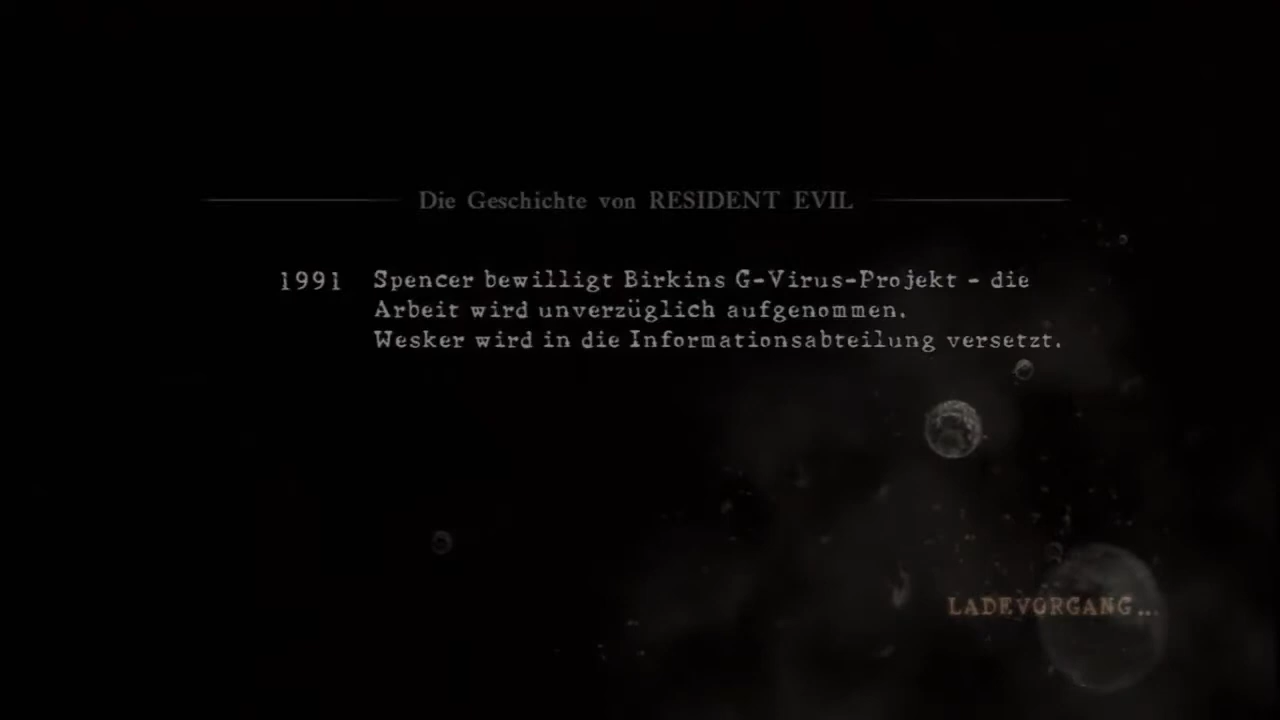 Die Geschichte von RESIDENT EVIL
1991 Spencer bewilligt Birkins G-Virus-Projekt - die
Arbeit wird unverzüglich aufgenommen.
Wesker wird in die Informationsabteilung versetzt.
LADEVORGANG...